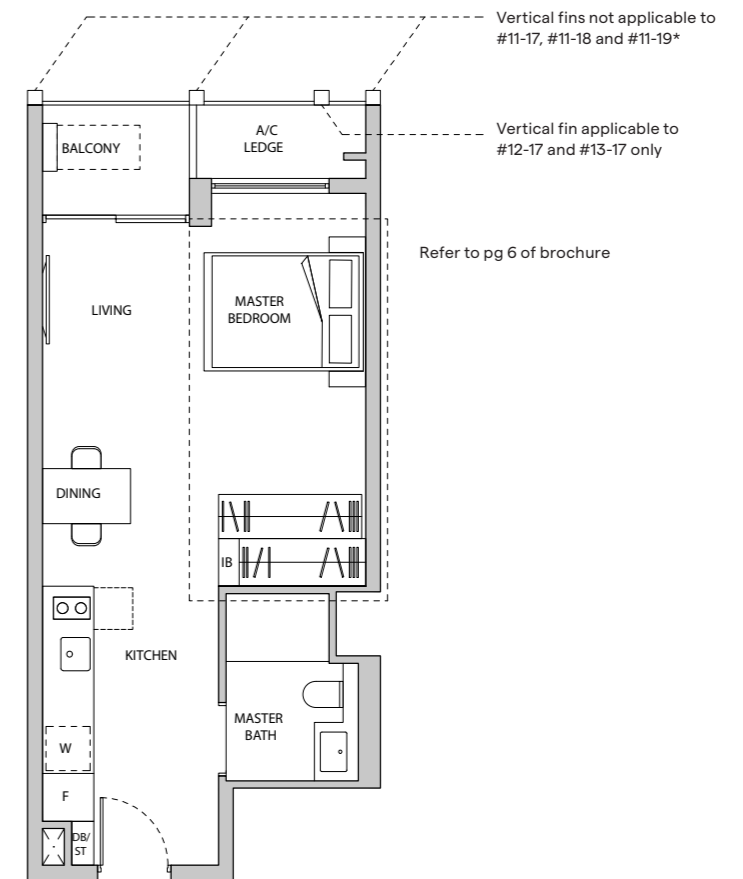 Vertical fins not applicable to
#11-17, #11-18 and #11-19*
Vertical fin applicable to
#12-17 and #13-17 only
BALCONY
A/C
LEDGE
Refer to pg 6 of brochure
LIVING
MASTER
BEDROOM
DINING
IB
KITCHEN
MASTER
BATH
W
F
DB/
ST